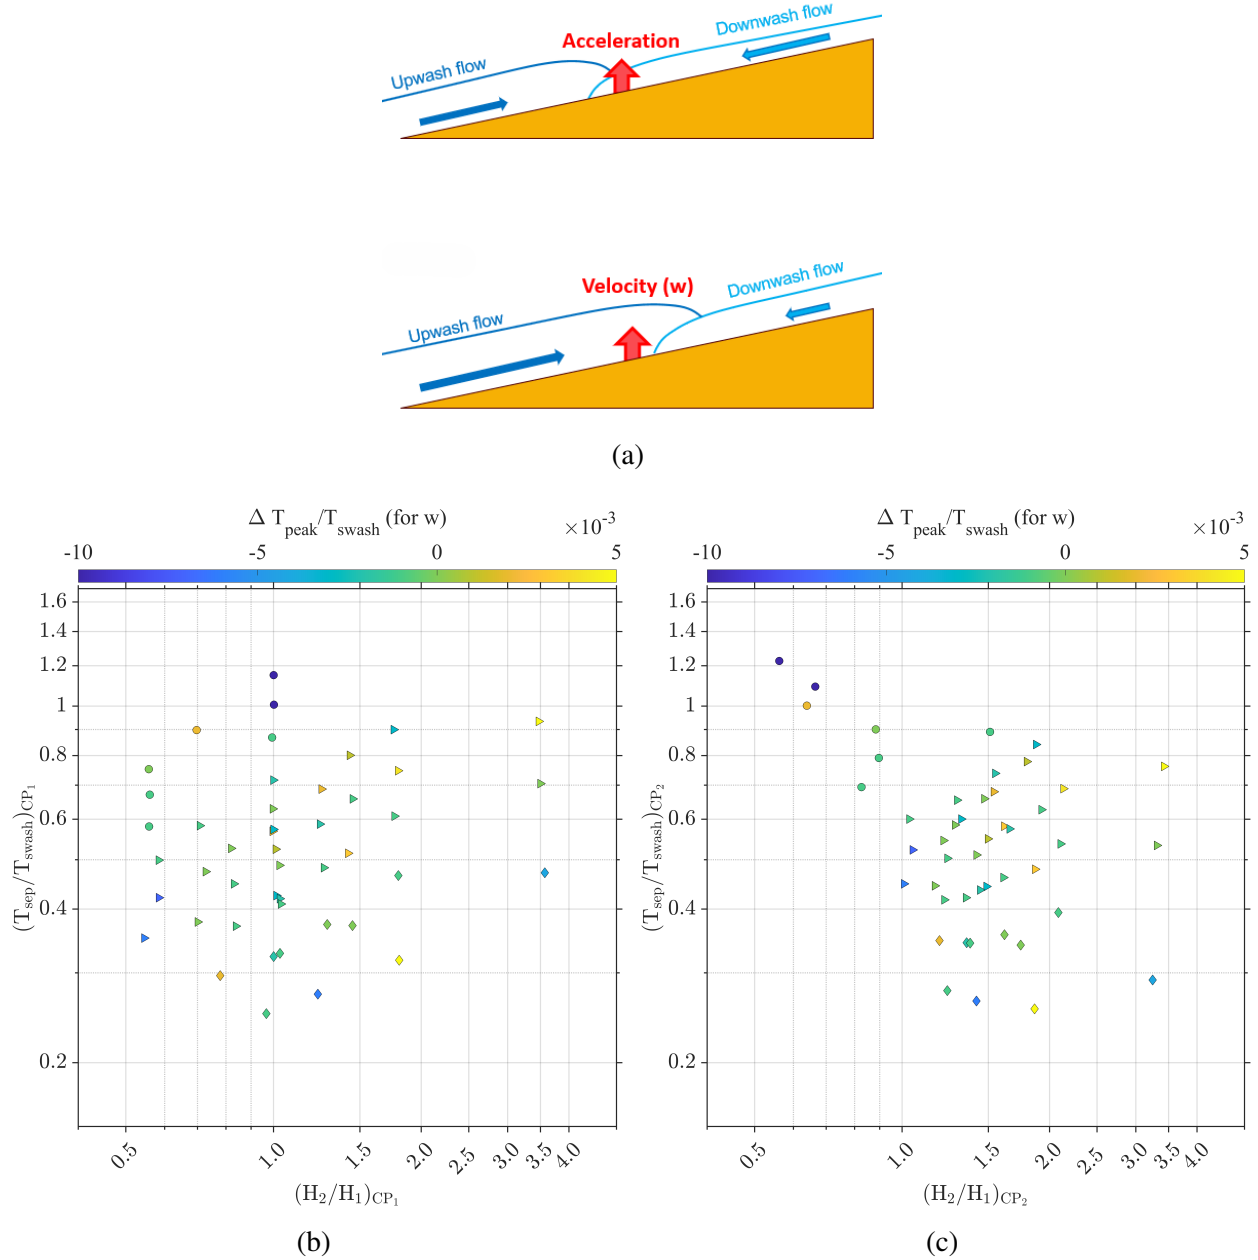 Downwash flow
Acceleration
Upwash flow
Downwash flow
Velocity (w)
Upwash flow
(a)
Δ T_peak/T_swash (for w)
×10^-3
-10 -5 0 5
(T_sep/T_swash)_CP_1
1.6
1.4
1.2
1
0.8
0.6
0.4
0.2
0.5 1.0 1.5 2.0 2.5 3.0 3.5 4.0
(H_2/H_1)_CP_1
(b)
Δ T_peak/T_swash (for w)
×10^-3
-10 -5 0 5
(T_sep/T_swash)_CP_2
1.6
1.4
1.2
1
0.8
0.6
0.4
0.2
0.5 1.0 1.5 2.0 2.5 3.0 3.5 4.0
(H_2/H_1)_CP_2
(c)